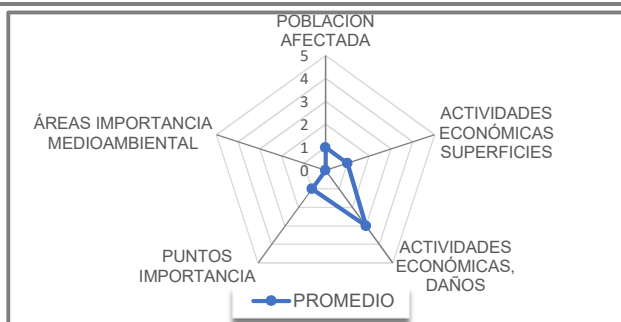 POBLACION
AFECTADA
5
4
3
2
1
0
ACTIVIDADES
ECONÓMICAS
SUPERFICIES
ACTIVIDADES
ECONÓMICAS,
DAÑOS
PUNTOS
IMPORTANCIA
ÁREAS IMPORTANCIA
MEDIOAMBIENTAL
PROMEDIO